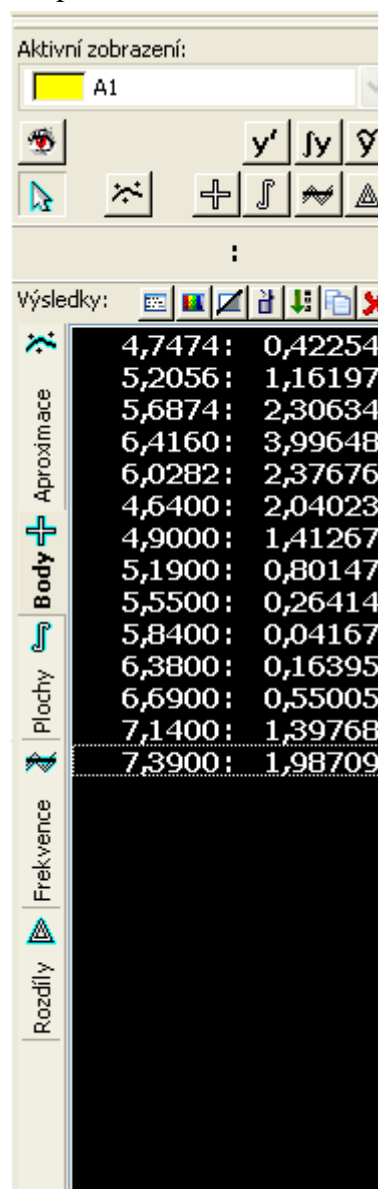 Aktivní zobrazení:
A1
y' ∫y ỹ
:
Výsledky:
4,7474: 0,42254
5,2056: 1,16197
5,6874: 2,30634
6,4160: 3,99648
6,0282: 2,37676
4,6400: 2,04023
4,9000: 1,41267
5,1900: 0,80147
5,5500: 0,26414
5,8400: 0,04167
6,3800: 0,16395
6,6900: 0,55005
7,1400: 1,39768
7,3900: 1,98709
Aproximace
Body
Plochy
Frekvence
Rozdíly